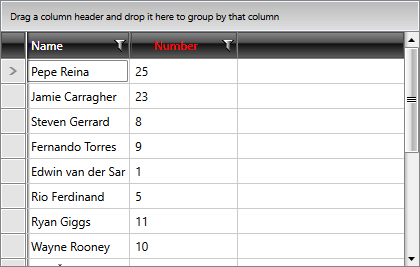 Drag a column header and drop it here to group by that column
Name Number
Pepe Reina 25
Jamie Carragher 23
Steven Gerrard 8
Fernando Torres 9
Edwin van der Sar 1
Rio Ferdinand 5
Ryan Giggs 11
Wayne Rooney 10